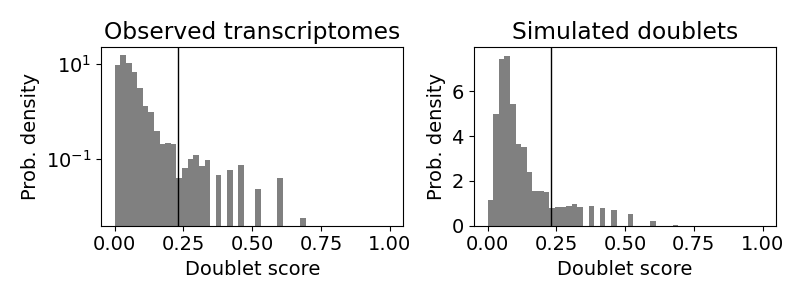 Observed transcriptomes
Prob. density
10¹
10⁻¹
0.00 0.25 0.50 0.75 1.00
Doublet score
Simulated doublets
Prob. density
6
4
2
0
0.00 0.25 0.50 0.75 1.00
Doublet score